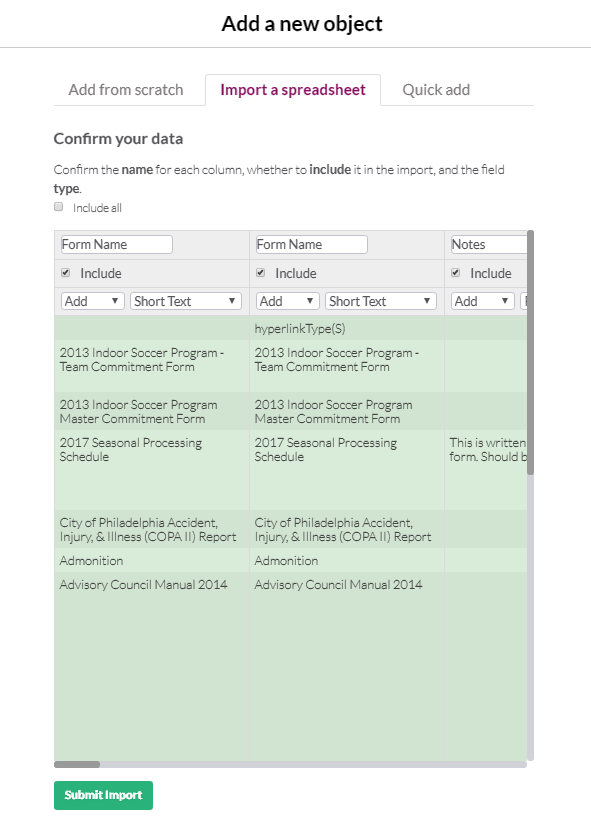 Add a new object
Add from scratch Import a spreadsheet Quick add
Confirm your data
Confirm the name for each column, whether to include it in the import, and the field
type.
Include all
Form Name Form Name Notes
Include Include Include
Add Short Text Add Short Text Add
hyperlinkType(S)
2013 Indoor Soccer Program - 2013 Indoor Soccer Program -
Team Commitment Form Team Commitment Form
2013 Indoor Soccer Program 2013 Indoor Soccer Program
Master Commitment Form Master Commitment Form
2017 Seasonal Processing 2017 Seasonal Processing This is written
Schedule Schedule form. Should b
City of Philadelphia Accident, City of Philadelphia Accident,
Injury, & Illness (COPA II) Report Injury, & Illness (COPA II) Report
Admonition Admonition
Advisory Council Manual 2014 Advisory Council Manual 2014
Submit Import